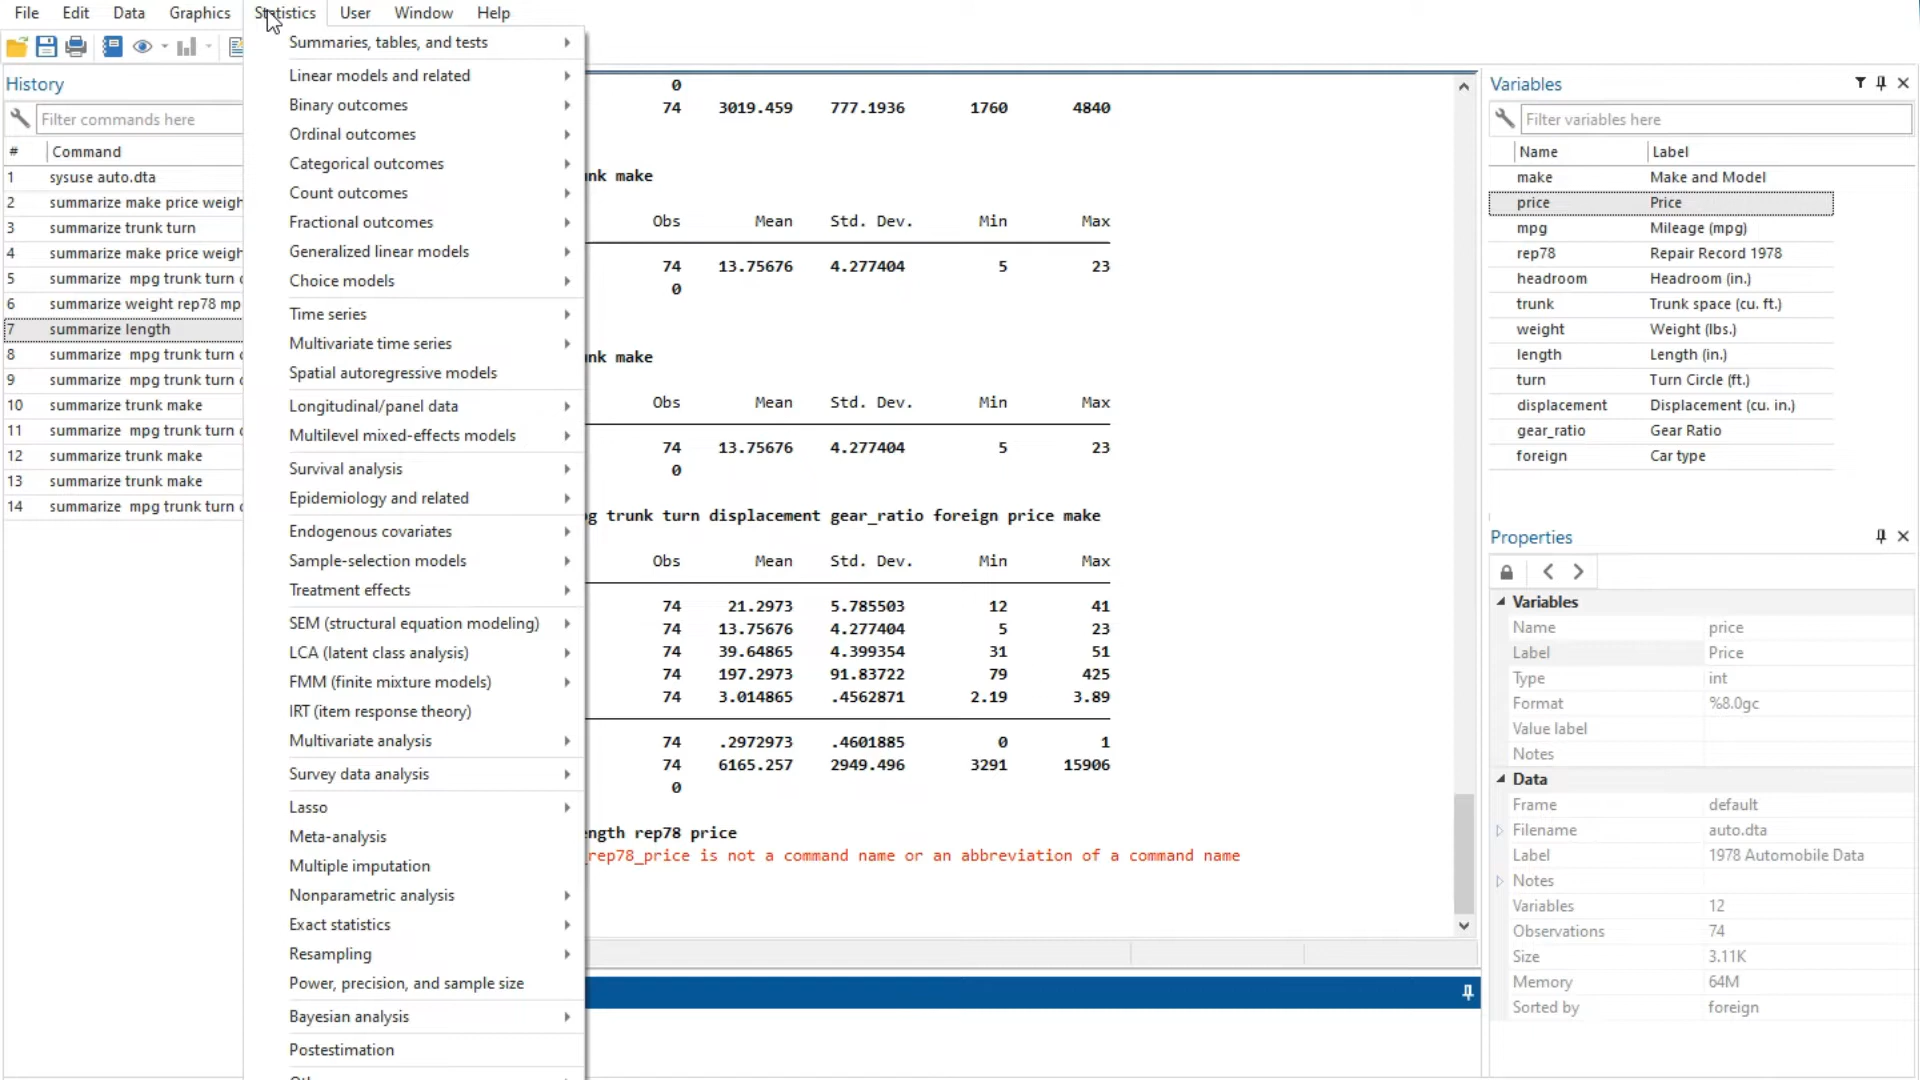 File Edit Data Graphics Statistics User Window Help
History
Filter commands here
# Command
1 sysuse auto.dta
2 summarize make price weigh
3 summarize trunk turn
4 summarize make price weigh
5 summarize mpg trunk turn
6 summarize weight rep78 mp
7 summarize length
8 summarize mpg trunk turn
9 summarize mpg trunk turn
10 summarize trunk make
11 summarize mpg trunk turn
12 summarize trunk make
13 summarize trunk make
14 summarize mpg trunk turn
Summaries, tables, and tests
Linear models and related
Binary outcomes
Ordinal outcomes
Categorical outcomes
Count outcomes
Fractional outcomes
Generalized linear models
Choice models
Time series
Multivariate time series
Spatial autoregressive models
Longitudinal/panel data
Multilevel mixed-effects models
Survival analysis
Epidemiology and related
Endogenous covariates
Sample-selection models
Treatment effects
SEM (structural equation modeling)
LCA (latent class analysis)
FMM (finite mixture models)
IRT (item response theory)
Multivariate analysis
Survey data analysis
Lasso
Meta-analysis
Multiple imputation
Nonparametric analysis
Exact statistics
Resampling
Power, precision, and sample size
Bayesian analysis
Postestimation
0
74 3019.459 777.1936 1760 4840
nk make
Obs Mean Std. Dev. Min Max
74 13.75676 4.277404 5 23
0
nk make
Obs Mean Std. Dev. Min Max
74 13.75676 4.277404 5 23
0
og trunk turn displacement gear_ratio foreign price make
Obs Mean Std. Dev. Min Max
74 21.2973 5.785503 12 41
74 13.75676 4.277404 5 23
74 39.64865 4.399354 31 51
74 197.2973 91.83722 79 425
74 3.014865 .4562871 2.19 3.89
74 .2972973 .4601885 0 1
74 6165.257 2949.496 3291 15906
0
ength rep78 price
_rep78_price is not a command name or an abbreviation of a command name
Variables
Filter variables here
Name Label
make Make and Model
price Price
mpg Mileage (mpg)
rep78 Repair Record 1978
headroom Headroom (in.)
trunk Trunk space (cu. ft.)
weight Weight (lbs.)
length Length (in.)
turn Turn Circle (ft.)
displacement Displacement (cu. in.)
gear_ratio Gear Ratio
foreign Car type
Properties
Variables
Name price
Label Price
Type int
Format %8.0gc
Value label
Notes
Data
Frame default
Filename auto.dta
Label 1978 Automobile Data
Notes
Variables 12
Observations 74
Size 3.11K
Memory 64M
Sorted by foreign